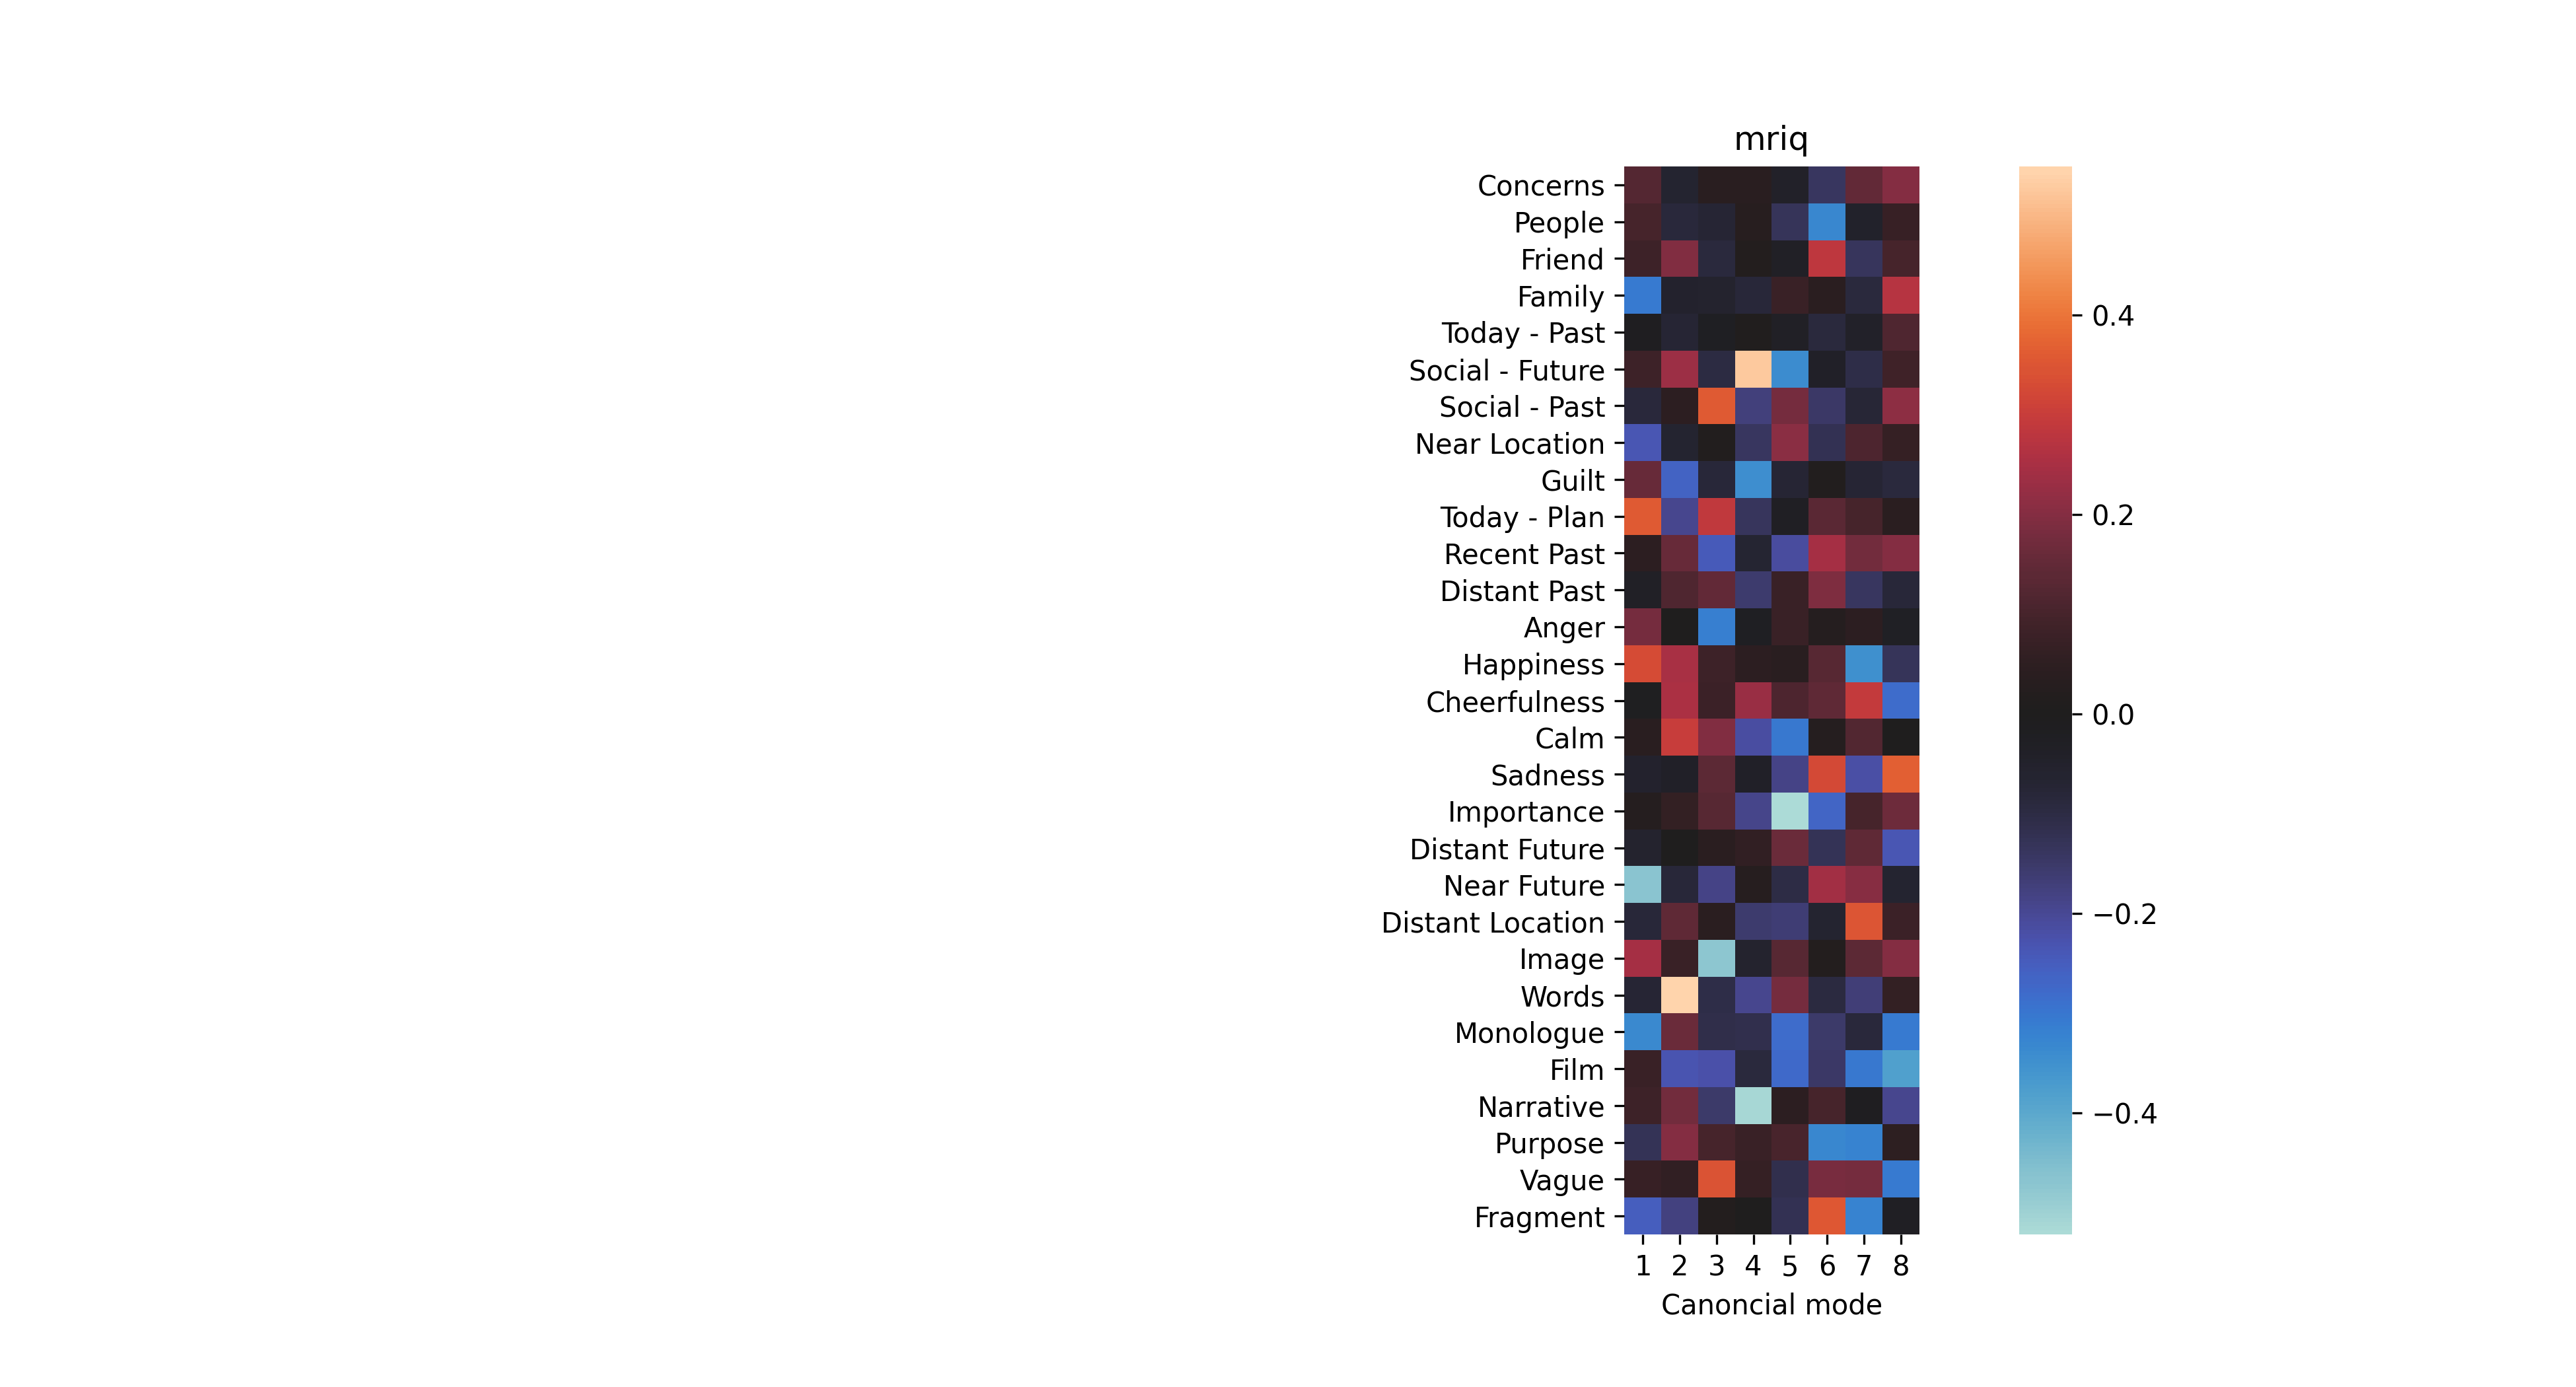 mriq
Concerns
People
Friend
Family
Today - Past
Social - Future
Social - Past
Near Location
Guilt
Today - Plan
Recent Past
Distant Past
Anger
Happiness
Cheerfulness
Calm
Sadness
Importance
Distant Future
Near Future
Distant Location
Image
Words
Monologue
Film
Narrative
Purpose
Vague
Fragment
1 2 3 4 5 6 7 8
Canoncial mode
0.4
0.2
0.0
−0.2
−0.4